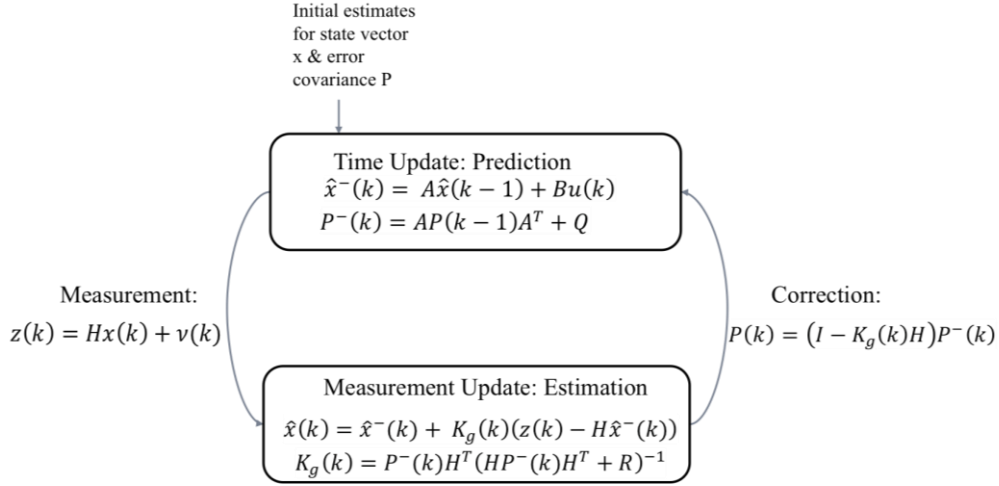 Initial estimates
for state vector
x & error
covariance P
Time Update: Prediction
x̂⁻(k) = Ax̂(k − 1) + Bu(k)
P⁻(k) = AP(k − 1)Aᵀ + Q
Measurement:
z(k) = Hx(k) + v(k)
Correction:
P(k) = (I − K_g(k)H)P⁻(k)
Measurement Update: Estimation
x̂(k) = x̂⁻(k) + K_g(k)(z(k) − Hx̂⁻(k))
K_g(k) = P⁻(k)Hᵀ(HP⁻(k)Hᵀ + R)⁻¹